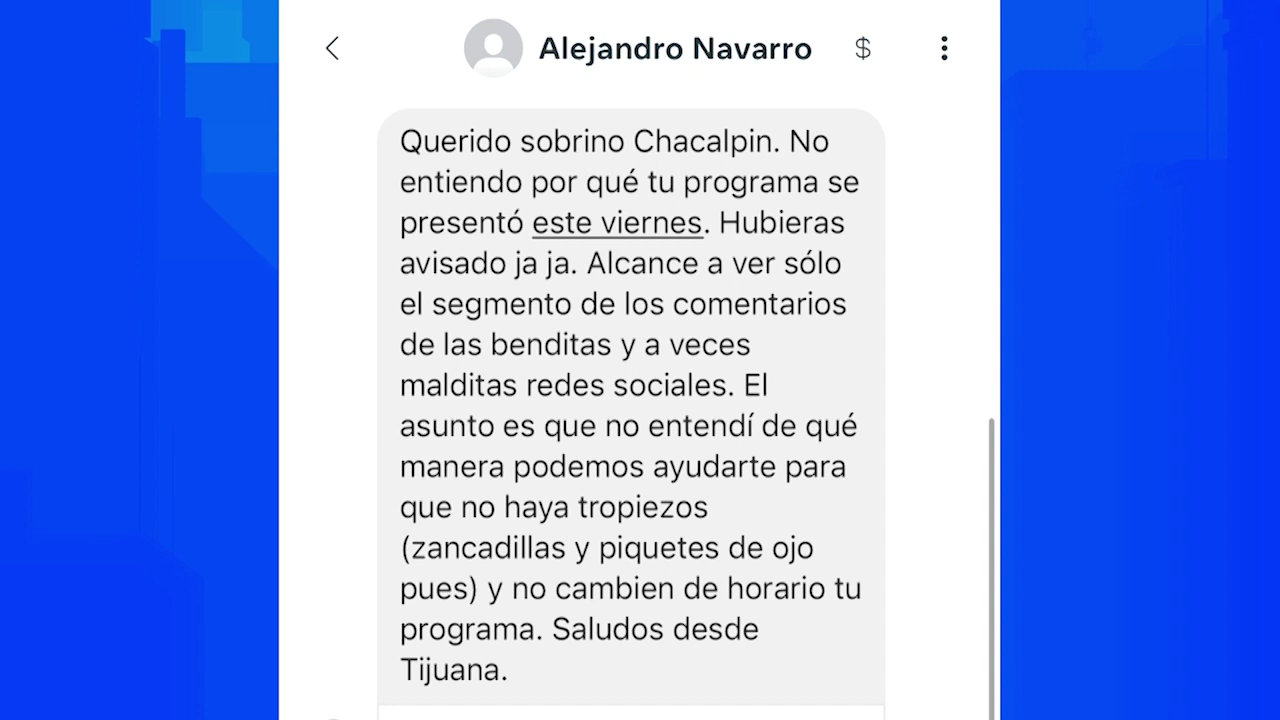 Alejandro Navarro $
Querido sobrino Chacalpin. No
entiendo por qué tu programa se
presentó este viernes. Hubieras
avisado ja ja. Alcance a ver sólo
el segmento de los comentarios
de las benditas y a veces
malditas redes sociales. El
asunto es que no entendí de qué
manera podemos ayudarte para
que no haya tropiezos
(zancadillas y piquetes de ojo
pues) y no cambien de horario tu
programa. Saludos desde
Tijuana.